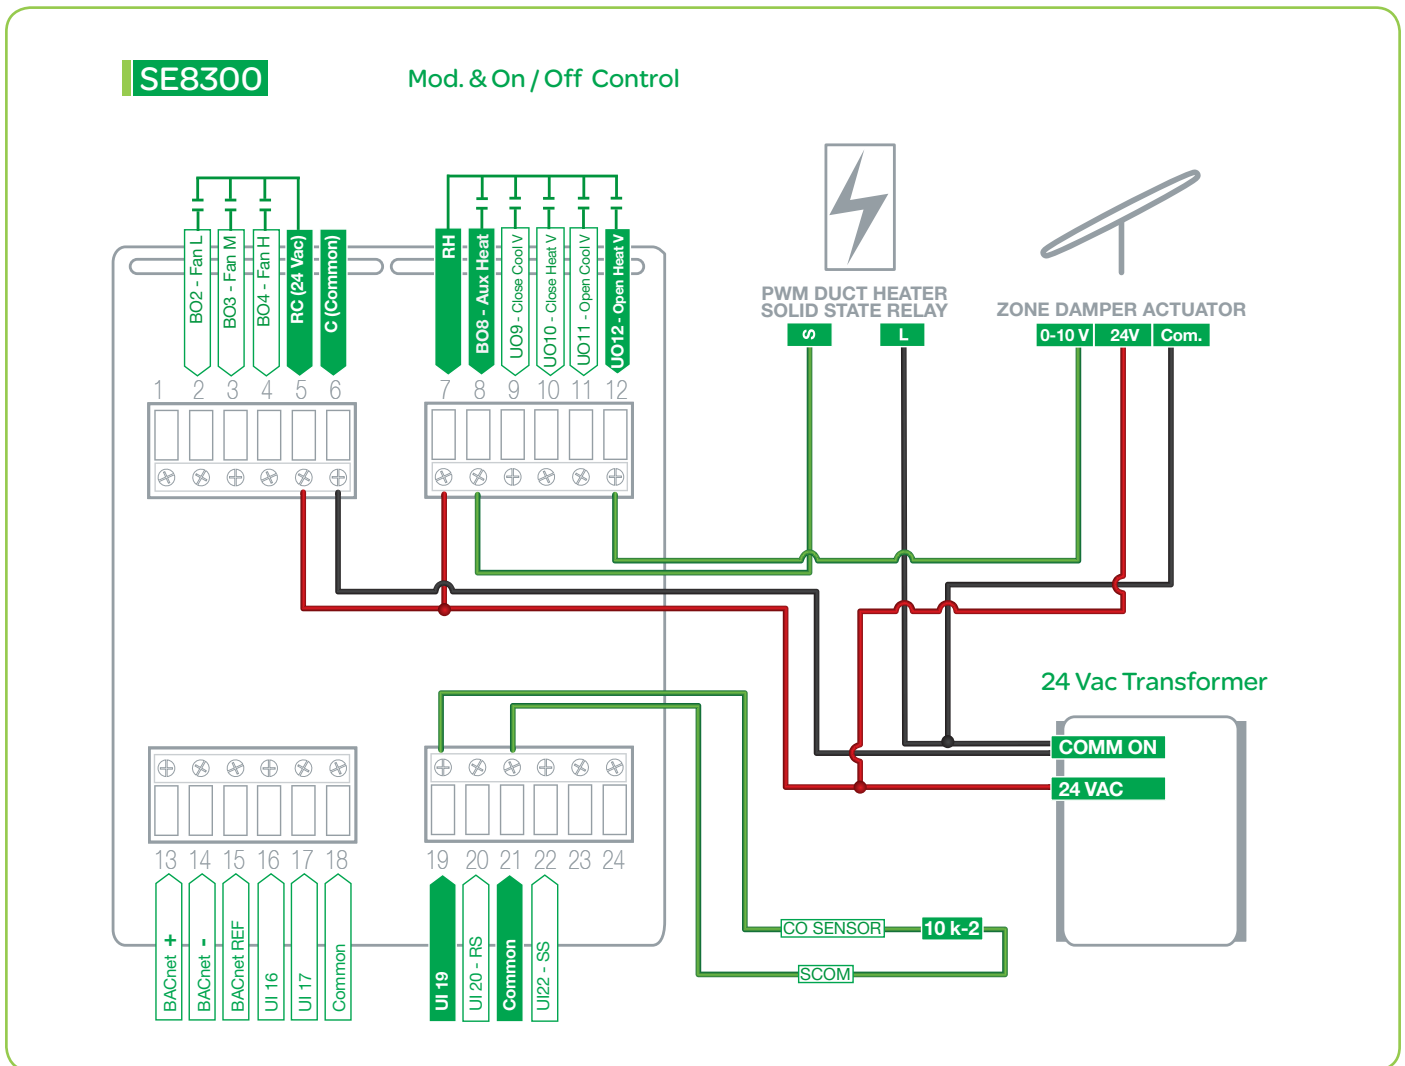 SE8300
Mod. & On / Off Control
BO2 - Fan L
BO3 - Fan M
BO4 - Fan H
RC (24 Vac)
C (Common)
RH
BO8 - Aux Heat
UO9 - Close Cool V
UO10 - Close Heat V
UO11 - Open Cool V
UO12 - Open Heat V
PWM DUCT HEATER
SOLID STATE RELAY
S
L
ZONE DAMPER ACTUATOR
0-10 V
24V
Com.
1 2 3 4 5 6
7 8 9 10 11 12
24 Vac Transformer
COMM ON
24 VAC
13 14 15 16 17 18
19 20 21 22 23 24
BACnet +
BACnet -
BACnet REF
UI 16
UI 17
Common
UI 19
UI 20 - RS
Common
UI22 - SS
CO SENSOR
10 k-2
SCOM